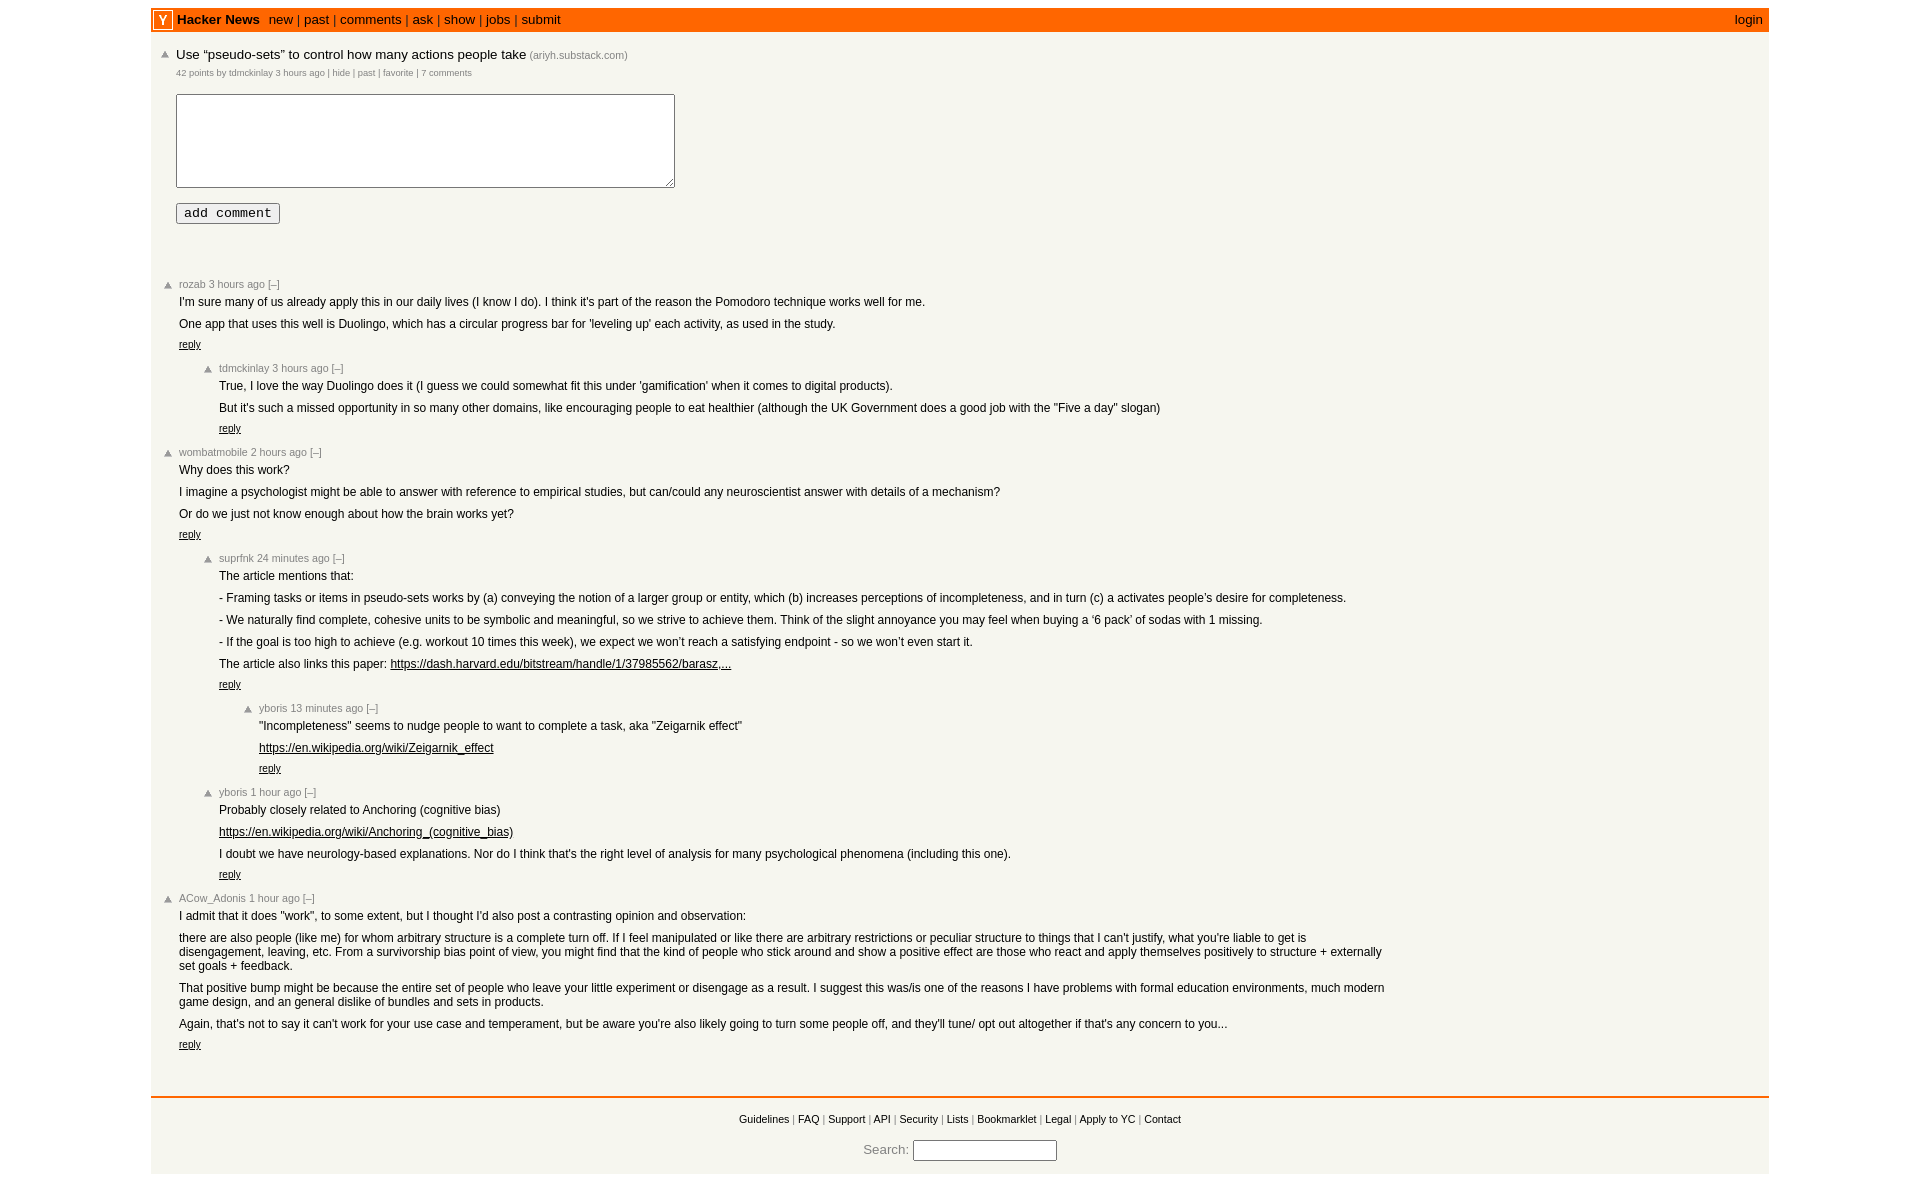 Y Hacker News new | past | comments | ask | show | jobs | submit login
Use “pseudo-sets” to control how many actions people take (ariyh.substack.com)
42 points by tdmckinlay 3 hours ago | hide | past | favorite | 7 comments
add comment
rozab 3 hours ago [–]
I'm sure many of us already apply this in our daily lives (I know I do). I think it's part of the reason the Pomodoro technique works well for me.
One app that uses this well is Duolingo, which has a circular progress bar for 'leveling up' each activity, as used in the study.
reply
tdmckinlay 3 hours ago [–]
True, I love the way Duolingo does it (I guess we could somewhat fit this under 'gamification' when it comes to digital products).
But it's such a missed opportunity in so many other domains, like encouraging people to eat healthier (although the UK Government does a good job with the "Five a day" slogan)
reply
wombatmobile 2 hours ago [–]
Why does this work?
I imagine a psychologist might be able to answer with reference to empirical studies, but can/could any neuroscientist answer with details of a mechanism?
Or do we just not know enough about how the brain works yet?
reply
suprfnk 24 minutes ago [–]
The article mentions that:
- Framing tasks or items in pseudo-sets works by (a) conveying the notion of a larger group or entity, which (b) increases perceptions of incompleteness, and in turn (c) a activates people’s desire for completeness.
- We naturally find complete, cohesive units to be symbolic and meaningful, so we strive to achieve them. Think of the slight annoyance you may feel when buying a ‘6 pack’ of sodas with 1 missing.
- If the goal is too high to achieve (e.g. workout 10 times this week), we expect we won’t reach a satisfying endpoint - so we won’t even start it.
The article also links this paper: https://dash.harvard.edu/bitstream/handle/1/37985562/barasz,...
reply
yboris 13 minutes ago [–]
"Incompleteness" seems to nudge people to want to complete a task, aka "Zeigarnik effect"
https://en.wikipedia.org/wiki/Zeigarnik_effect
reply
yboris 1 hour ago [–]
Probably closely related to Anchoring (cognitive bias)
https://en.wikipedia.org/wiki/Anchoring_(cognitive_bias)
I doubt we have neurology-based explanations. Nor do I think that's the right level of analysis for many psychological phenomena (including this one).
reply
ACow_Adonis 1 hour ago [–]
I admit that it does "work", to some extent, but I thought I'd also post a contrasting opinion and observation:
there are also people (like me) for whom arbitrary structure is a complete turn off. If I feel manipulated or like there are arbitrary restrictions or peculiar structure to things that I can't justify, what you're liable to get is
disengagement, leaving, etc. From a survivorship bias point of view, you might find that the kind of people who stick around and show a positive effect are those who react and apply themselves positively to structure + externally
set goals + feedback.
That positive bump might be because the entire set of people who leave your little experiment or disengage as a result. I suggest this was/is one of the reasons I have problems with formal education environments, much modern
game design, and an general dislike of bundles and sets in products.
Again, that's not to say it can't work for your use case and temperament, but be aware you're also likely going to turn some people off, and they'll tune/ opt out altogether if that's any concern to you...
reply
Guidelines | FAQ | Support | API | Security | Lists | Bookmarklet | Legal | Apply to YC | Contact
Search: